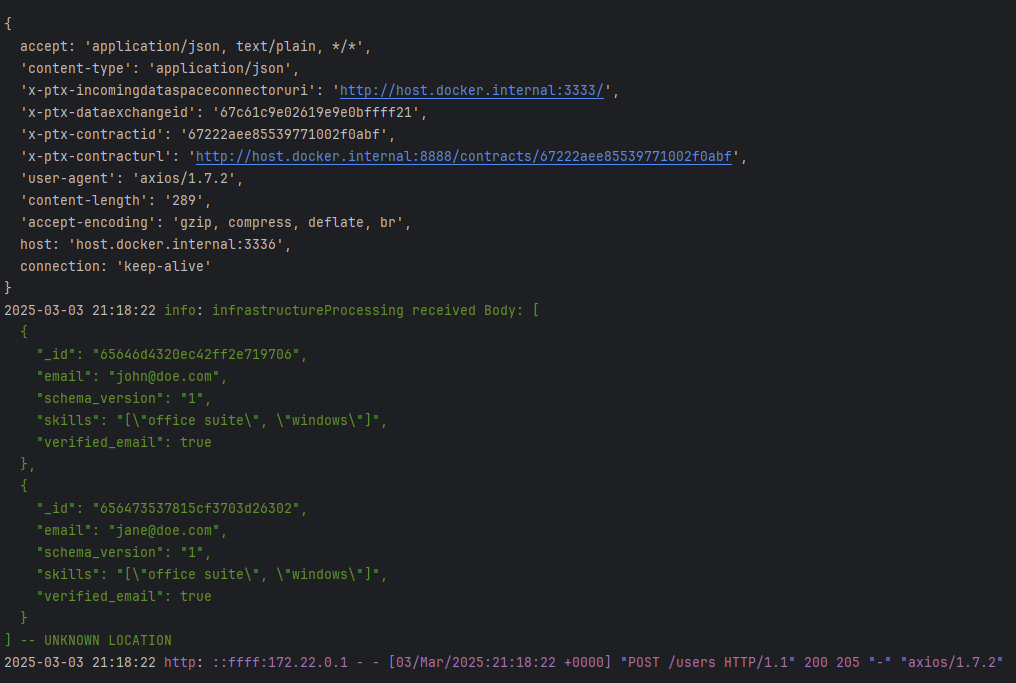 {
  accept: 'application/json, text/plain, */*',
  'content-type': 'application/json',
  'x-ptx-incomingdataspaceconnectoruri': 'http://host.docker.internal:3333/',
  'x-ptx-dataexchangeid': '67c61c9e02619e9e0bffff21',
  'x-ptx-contractid': '67222aee85539771002f0abf',
  'x-ptx-contracturl': 'http://host.docker.internal:8888/contracts/67222aee85539771002f0abf',
  'user-agent': 'axios/1.7.2',
  'content-length': '289',
  'accept-encoding': 'gzip, compress, deflate, br',
  host: 'host.docker.internal:3336',
  connection: 'keep-alive'
}
2025-03-03 21:18:22 info: infrastructureProcessing received Body: [
  {
    "_id": "65646d4320ec42ff2e719706",
    "email": "john@doe.com",
    "schema_version": "1",
    "skills": "[\"office suite\", \"windows\"]",
    "verified_email": true
  },
  {
    "_id": "656473537815cf3703d26302",
    "email": "jane@doe.com",
    "schema_version": "1",
    "skills": "[\"office suite\", \"windows\"]",
    "verified_email": true
  }
] -- UNKNOWN LOCATION
2025-03-03 21:18:22 http: ::ffff:172.22.0.1 - - [03/Mar/2025:21:18:22 +0000] "POST /users HTTP/1.1" 200 205 "-" "axios/1.7.2"